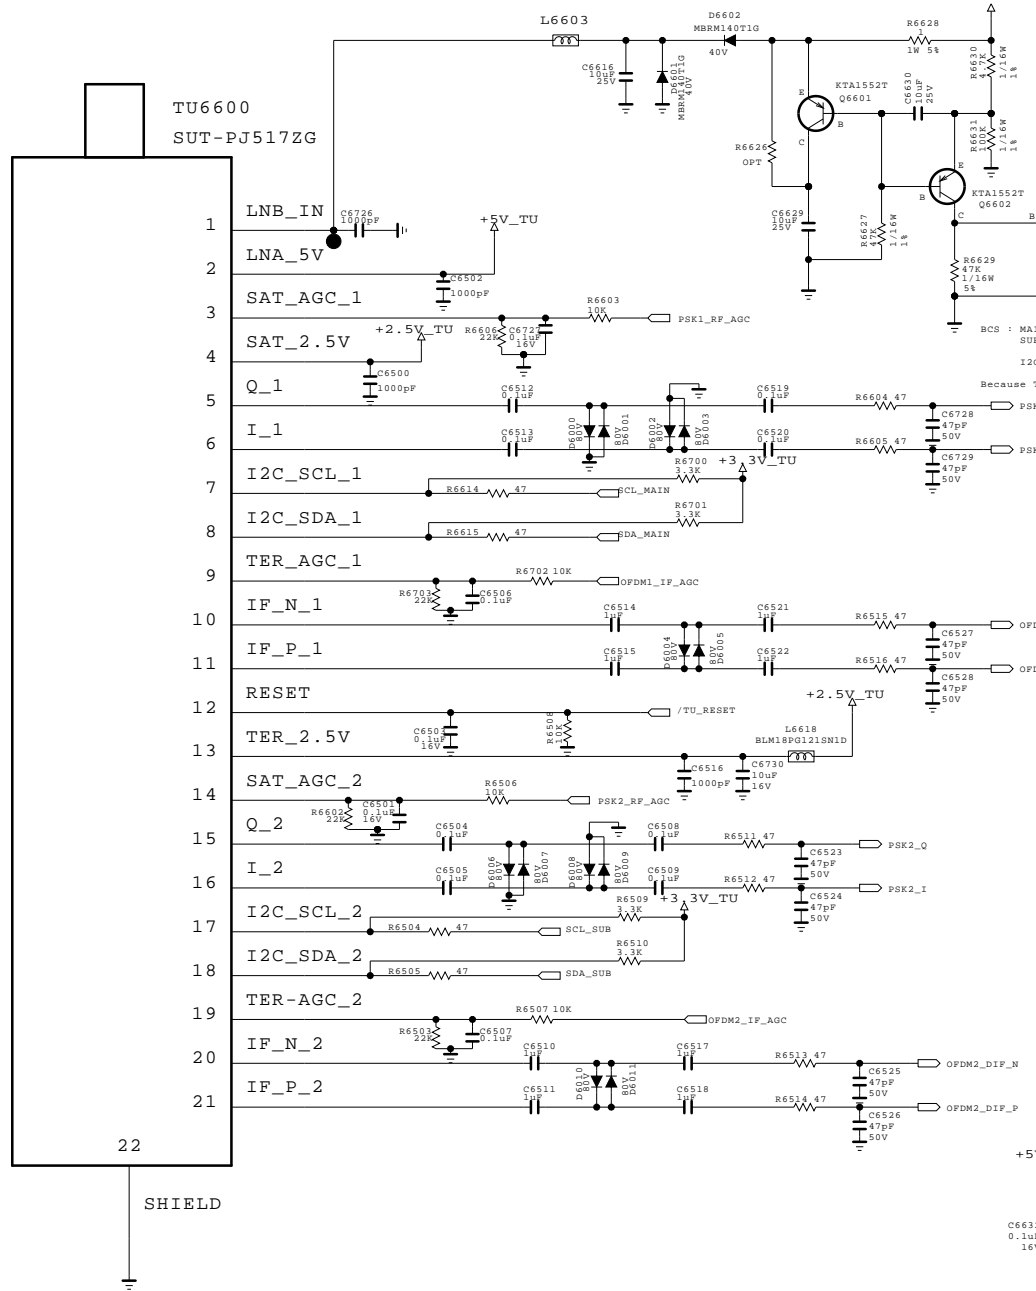 L6603
D6602
MBRM140T1G
40V
R6628
1
1W 5%
C6616
10uF
25V
D6601
MBRM140T1G
40V
R6630
4.7K
1/16W
1%
E
KTA1552T
Q6601
B
C
C6630
10uF
25V
R6631
100K
1/16W
1%
R6626
OPT
E
B
KTA1552T
Q6602
C
C6629
10uF
25V
R6627
47K
1/16W
1%
B
R6629
47K
1/16W
5%
TU6600
SUT-PJ517ZG
1 LNB_IN
C6726
1000pF
+5V_TU
2 LNA_5V
C6502
1000pF
3 SAT_AGC_1
R6603
10K
PSK1_RF_AGC
R6606
22K
C6727
0.1uF
16V
BCS : MAI
SUB
I2C
Because T
4 SAT_2.5V
+2.5V_TU
C6500
1000pF
5 Q_1
C6512
0.1uF
C6519
0.1uF
R6604 47
PSK
C6728
47pF
50V
D6000
80V
80V
D6001
D6002
80V
80V
D6003
6 I_1
C6513
0.1uF
C6520
0.1uF
R6605 47
PSK
C6729
47pF
50V
7 I2C_SCL_1
R6700
3.3K
+3.3V_TU
R6614 47
SCL_MAIN
8 I2C_SDA_1
R6701
3.3K
R6615 47
SDA_MAIN
9 TER_AGC_1
R6702 10K
OFDM1_IF_AGC
R6703
22K
C6506
0.1uF
10 IF_N_1
C6514
1uF
C6521
1uF
R6515 47
OFD
C6527
47pF
50V
D6004
80V
80V
D6005
11 IF_P_1
C6515
1uF
C6522
1uF
R6516 47
OFD
C6528
47pF
50V
12 RESET
/TU_RESET
C6503
0.1uF
16V
R6508
10K
13 TER_2.5V
+2.5V_TU
L6618
BLM18PG121SN1D
C6516
1000pF
C6730
10uF
16V
14 SAT_AGC_2
R6506
10K
PSK2_RF_AGC
R6602
22K
C6501
0.1uF
16V
15 Q_2
C6504
0.1uF
C6508
0.1uF
R6511 47
PSK2_Q
C6523
47pF
50V
D6006
80V
80V
D6007
D6008
80V
80V
D6V09
16 I_2
C6505
0.1uF
C6509
0.1uF
R6512 47
PSK2_I
C6524
47pF
50V
17 I2C_SCL_2
R6509
3.3K
+3.3V_TU
R6504 47
SCL_SUB
18 I2C_SDA_2
R6510
3.3K
R6505 47
SDA_SUB
19 TER-AGC_2
R6507 10K
OFDM2_IF_AGC
R6503
22K
C6507
0.1uF
20 IF_N_2
C6510
1uF
C6517
1uF
R6513 47
OFDM2_DIF_N
C6525
47pF
50V
D6010
80V
80V
D6011
21 IF_P_2
C6511
1uF
C6518
1uF
R6514 47
OFDM2_DIF_P
C6526
47pF
50V
22
SHIELD